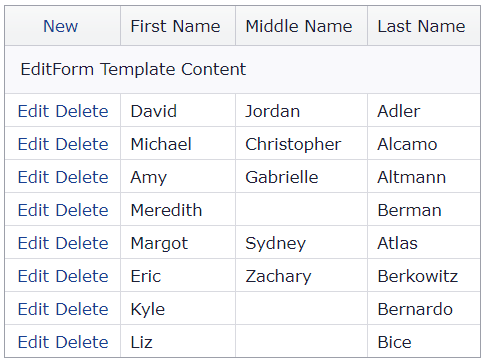 New First Name Middle Name Last Name
EditForm Template Content
Edit Delete David Jordan Adler
Edit Delete Michael Christopher Alcamo
Edit Delete Amy Gabrielle Altmann
Edit Delete Meredith Berman
Edit Delete Margot Sydney Atlas
Edit Delete Eric Zachary Berkowitz
Edit Delete Kyle Bernardo
Edit Delete Liz Bice